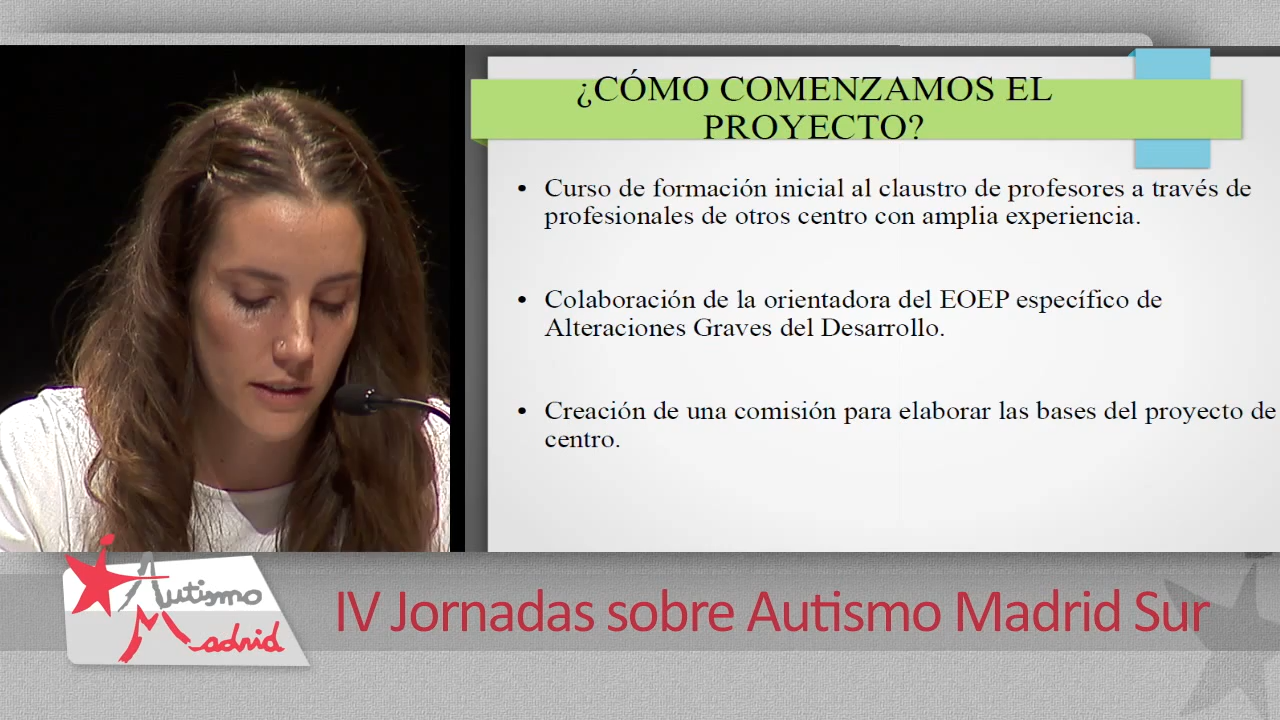 ¿CÓMO COMENZAMOS EL
PROYECTO?
• Curso de formación inicial al claustro de profesores a través de
profesionales de otros centro con amplia experiencia.
• Colaboración de la orientadora del EOEP específico de
Alteraciones Graves del Desarrollo.
• Creación de una comisión para elaborar las bases del proyecto de
centro.
Autismo
Madrid
IV Jornadas sobre Autismo Madrid Sur